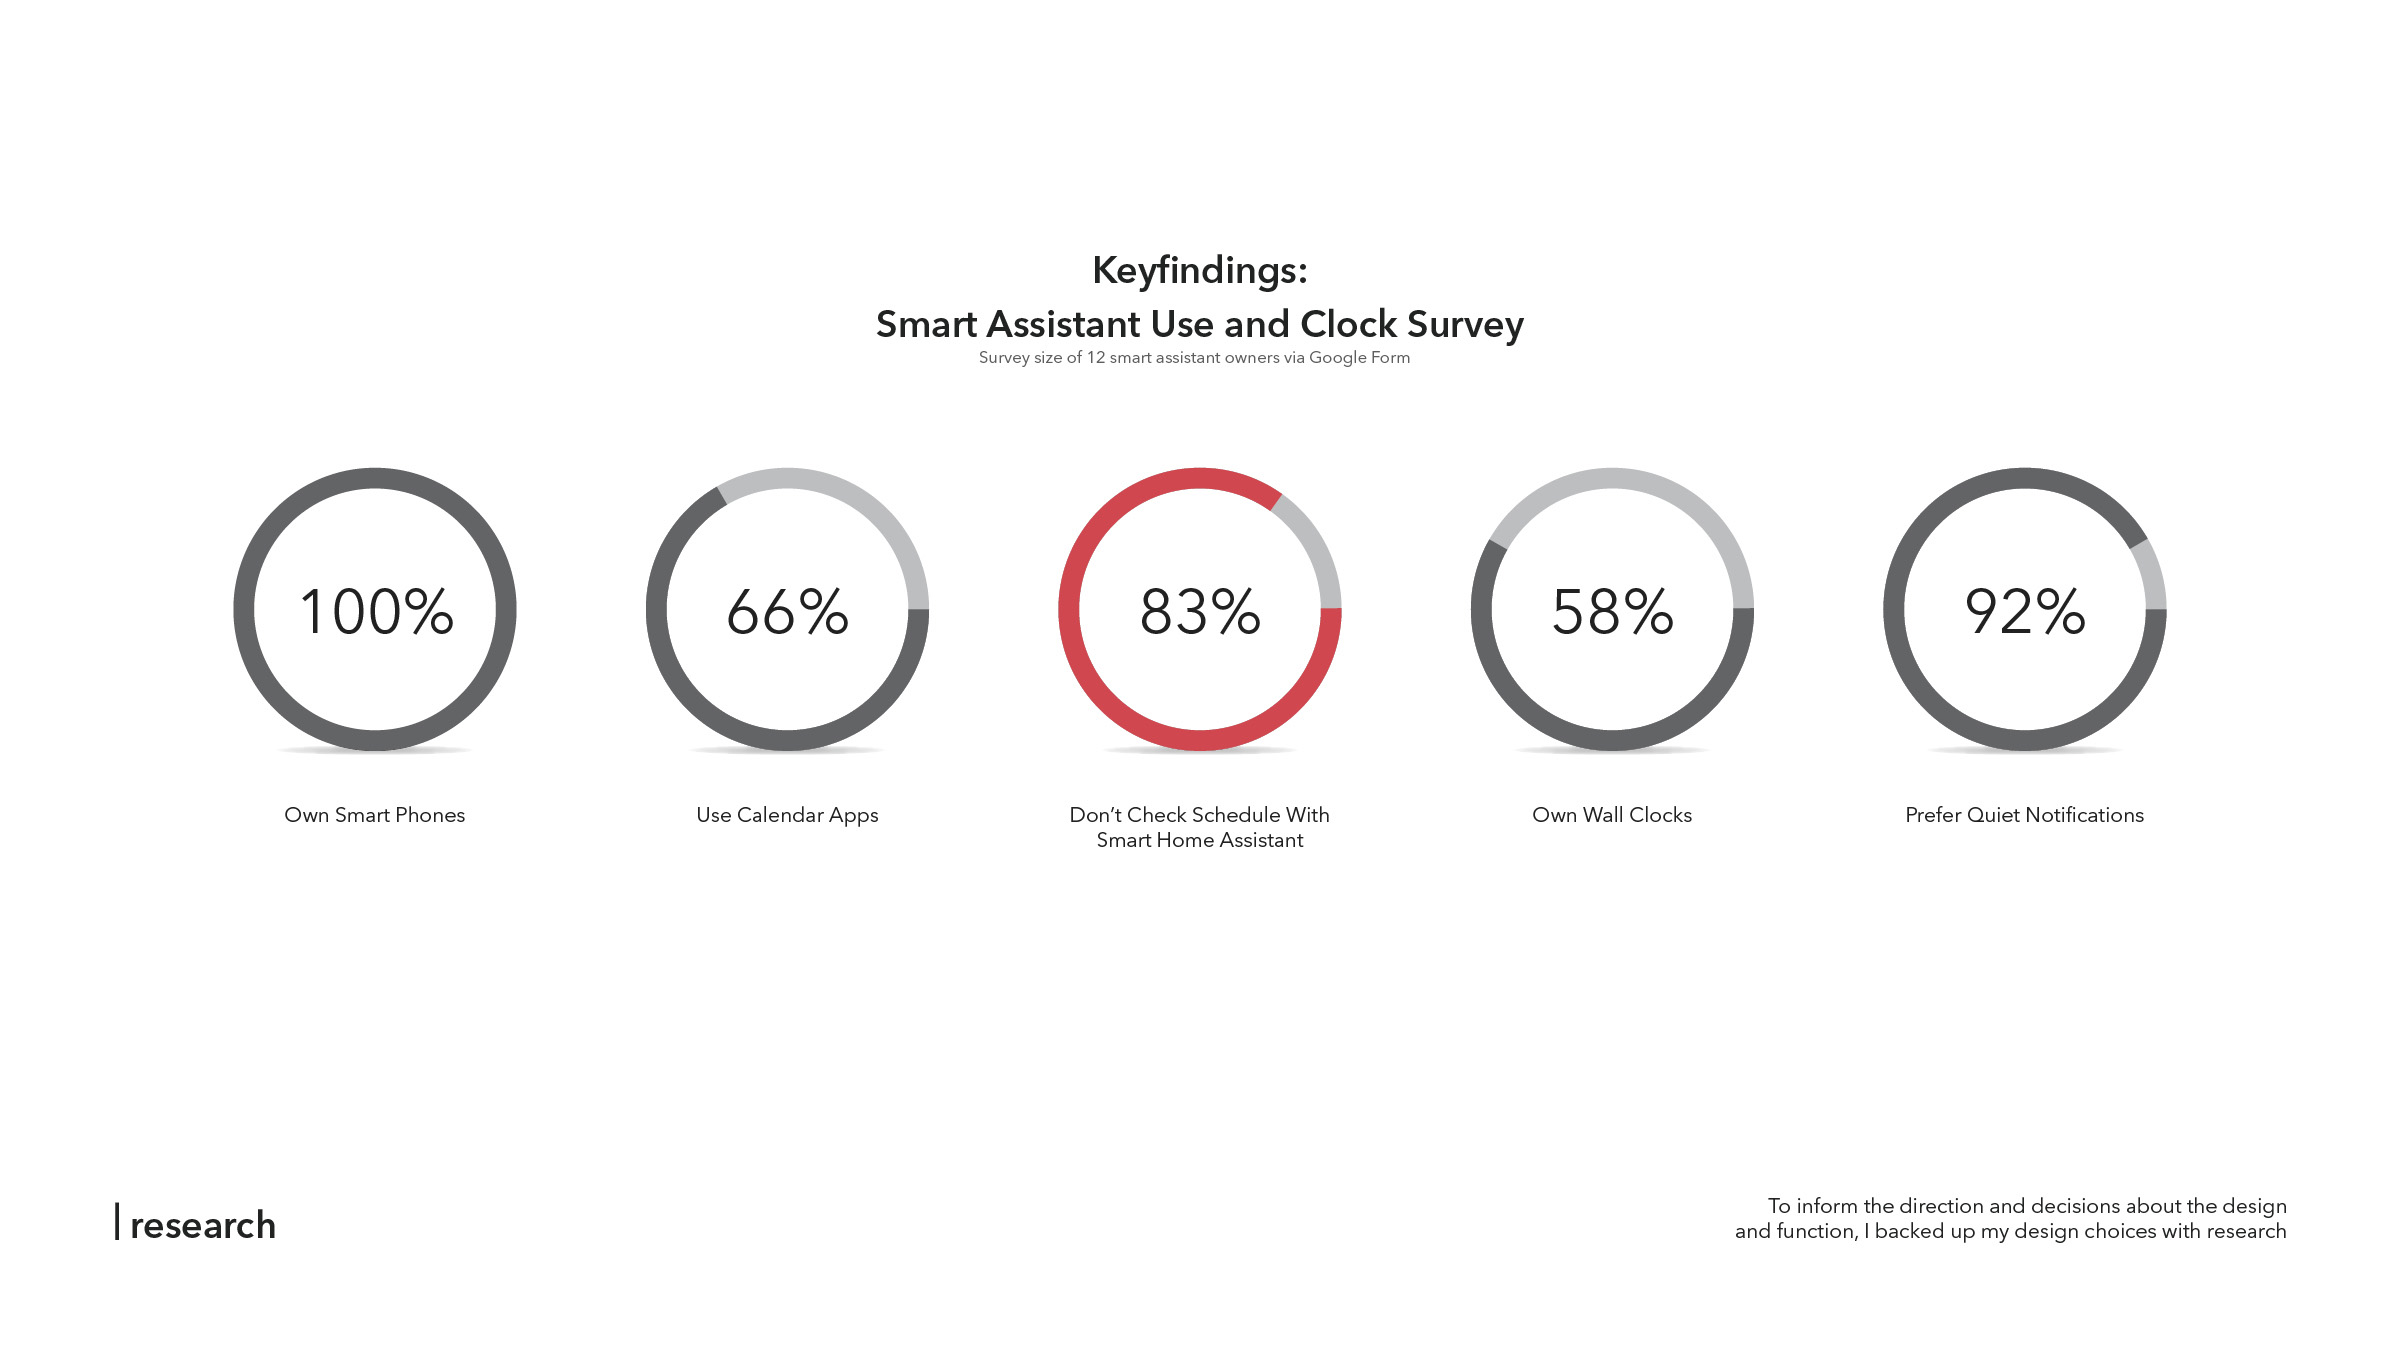 Keyfindings:
Smart Assistant Use and Clock Survey
Survey size of 12 smart assistant owners via Google Form
100%
66%
83%
58%
92%
Own Smart Phones
Use Calendar Apps
Don’t Check Schedule With
Smart Home Assistant
Own Wall Clocks
Prefer Quiet Notifications
research
To inform the direction and decisions about the design
and function, I backed up my design choices with research